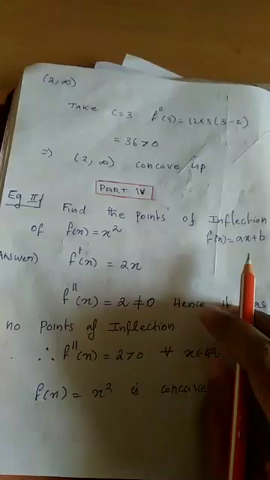 (2, ∞)
Take C=3 f''(3)=12×3(3-2)
= 36>0
⇒ (2, ∞) concave up
PART IV
Eg II) Find the Points of Inflection
of f(x)=x² f(x)=ax+b
Answer) f'(x) = 2x
f''(x) = 2 ≠0 Hence it has
no Points of Inflection
∴ f''(x) = 2>0 ∀ x∈R
f(x) = x² is concave